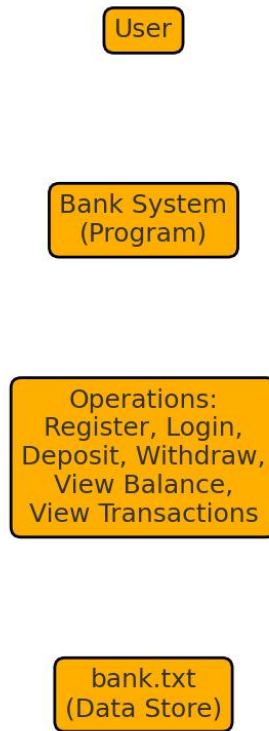 User
Bank System
(Program)
Operations:
Register, Login,
Deposit, Withdraw,
View Balance,
View Transactions
bank.txt
(Data Store)